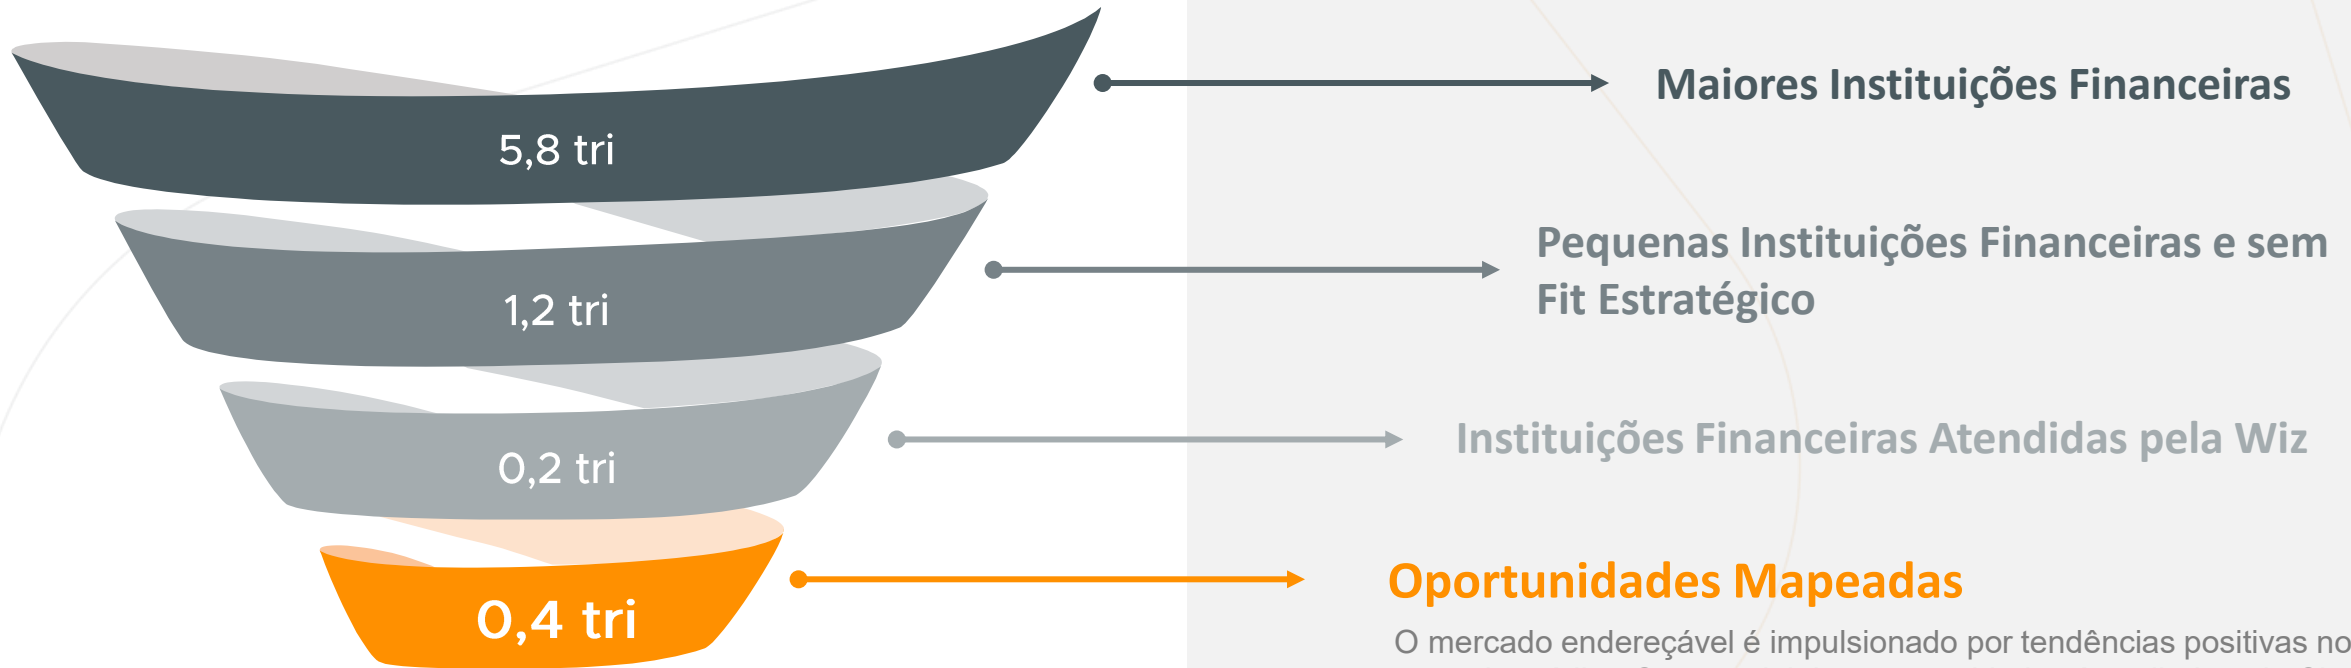 5,8 tri
Maiores Instituições Financeiras
1,2 tri
Pequenas Instituições Financeiras e sem
Fit Estratégico
0,2 tri
Instituições Financeiras Atendidas pela Wiz
0,4 tri
Oportunidades Mapeadas
O mercado endereçável é impulsionado por tendências positivas no